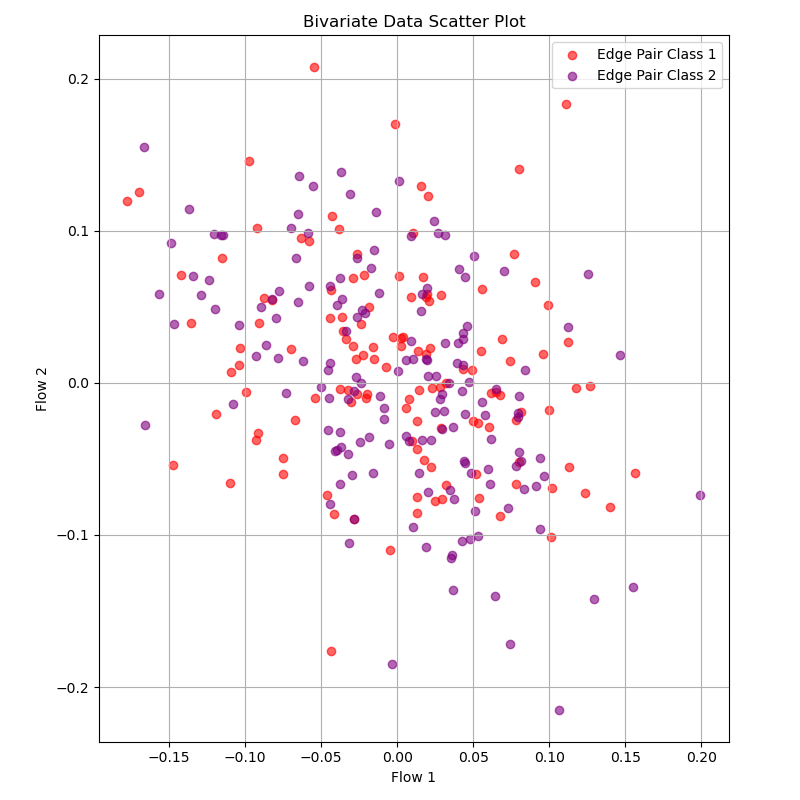 Bivariate Data Scatter Plot
Edge Pair Class 1
Edge Pair Class 2
0.2
0.1
0.0
−0.1
−0.2
Flow 2
−0.15
−0.10
−0.05
0.00
0.05
0.10
0.15
0.20
Flow 1